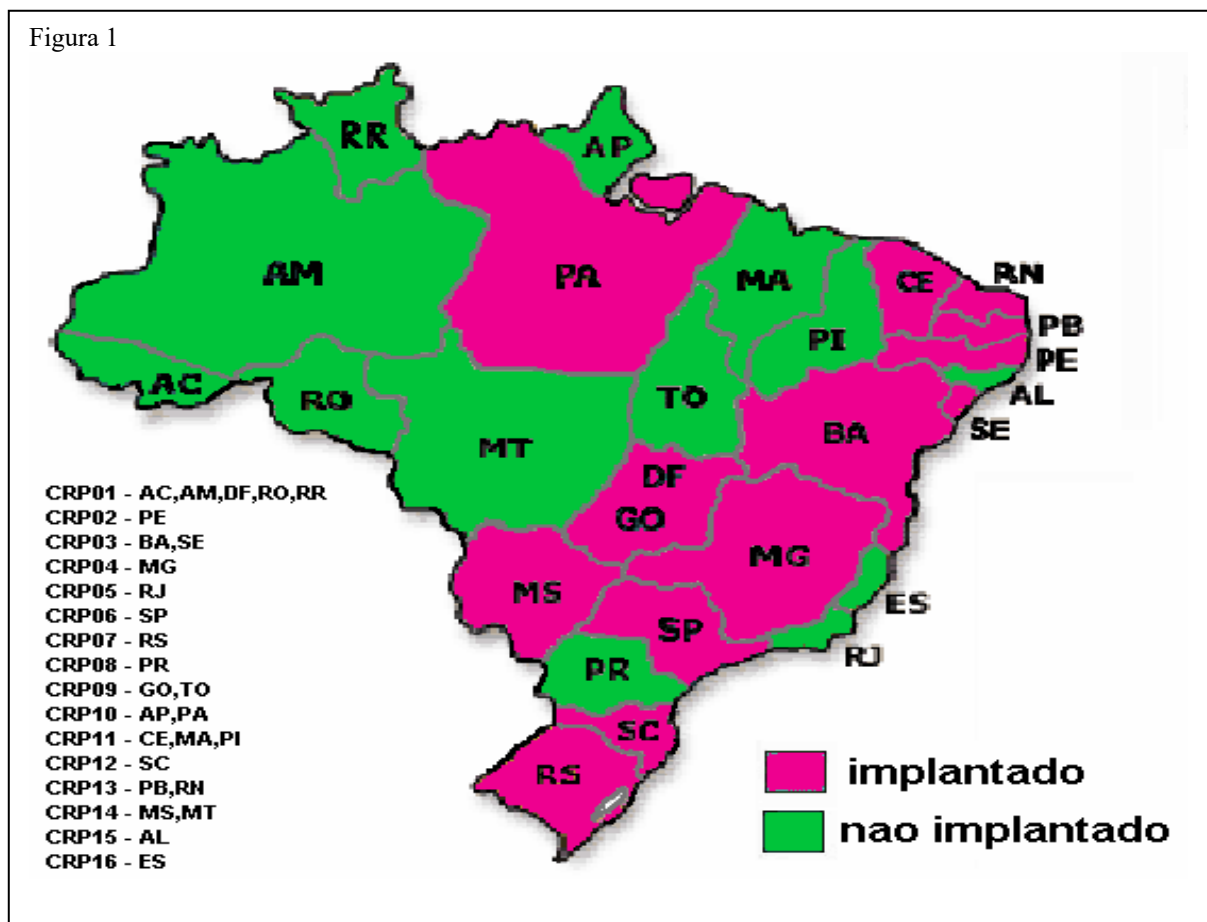 Figura 1
RR
AP
AM
PA
MA
CE
RN
PB
PI
PE
AC
RO
TO
AL
MT
BA
SE
DF
GO
MG
MS
ES
SP
RJ
PR
SC
RS
CRP01 - AC,AM,DF,RO,RR
CRP02 - PE
CRP03 - BA,SE
CRP04 - MG
CRP05 - RJ
CRP06 - SP
CRP07 - RS
CRP08 - PR
CRP09 - GO,TO
CRP10 - AP,PA
CRP11 - CE,MA,PI
CRP12 - SC
CRP13 - PB,RN
CRP14 - MS,MT
CRP15 - AL
CRP16 - ES
implantado
nao implantado